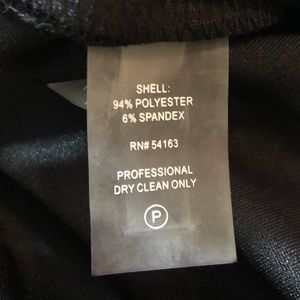 SHELL:
94% POLYESTER
6% SPANDEX
RN# 54163
PROFESSIONAL
DRY CLEAN ONLY
P